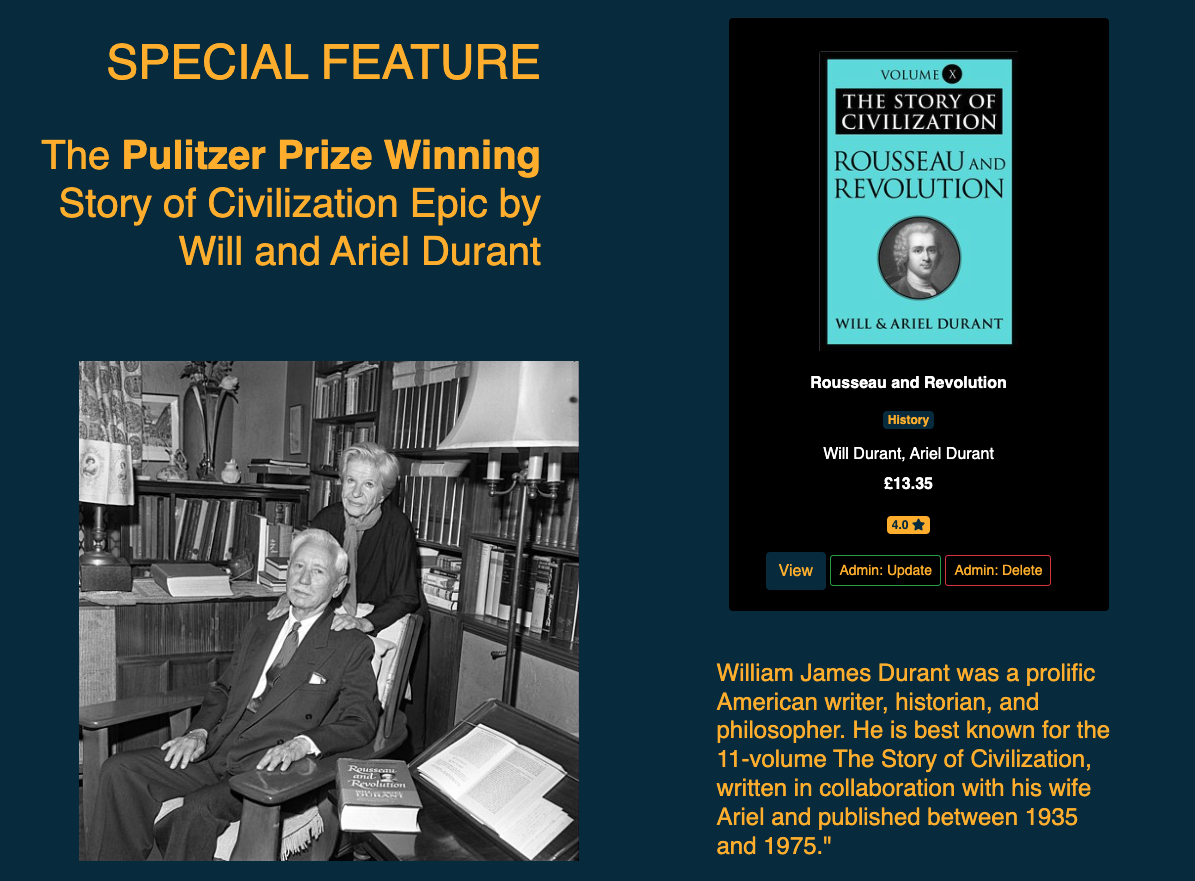 SPECIAL FEATURE
The Pulitzer Prize Winning
Story of Civilization Epic by
Will and Ariel Durant
Rousseau
and
Revolution
DURANT
VOLUME X
THE STORY OF
CIVILIZATION
ROUSSEAU AND
REVOLUTION
WILL & ARIEL DURANT
Rousseau and Revolution
History
Will Durant, Ariel Durant
£13.35
4.0
View
Admin: Update
Admin: Delete
William James Durant was a prolific
American writer, historian, and
philosopher. He is best known for the
11-volume The Story of Civilization,
written in collaboration with his wife
Ariel and published between 1935
and 1975."